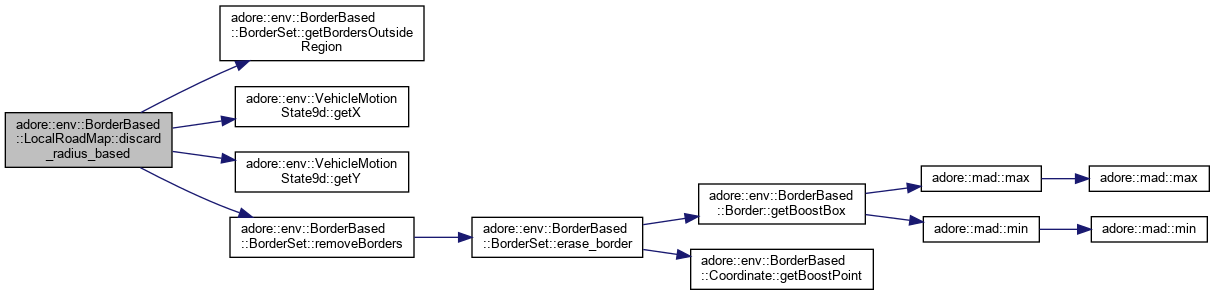 adore::env::BorderBased
::LocalRoadMap::discard
_radius_based
adore::env::BorderBased
::BorderSet::getBordersOutside
Region
adore::env::VehicleMotion
State9d::getX
adore::env::VehicleMotion
State9d::getY
adore::env::BorderBased
::BorderSet::removeBorders
adore::env::BorderBased
::BorderSet::erase_border
adore::env::BorderBased
::Border::getBoostBox
adore::env::BorderBased
::Coordinate::getBoostPoint
adore::mad::max
adore::mad::max
adore::mad::min
adore::mad::min